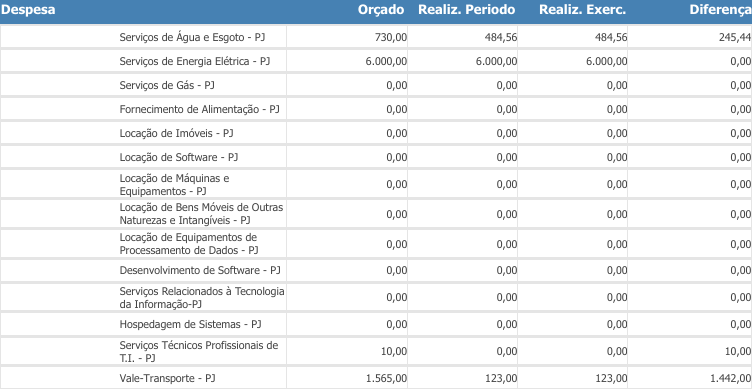 Despesa Orçado Realiz. Periodo Realiz. Exerc. Diferença
Serviços de Água e Esgoto - PJ 730,00 484,56 484,56 245,44
Serviços de Energia Elétrica - PJ 6.000,00 6.000,00 6.000,00 0,00
Serviços de Gás - PJ 0,00 0,00 0,00 0,00
Fornecimento de Alimentação - PJ 0,00 0,00 0,00 0,00
Locação de Imóveis - PJ 0,00 0,00 0,00 0,00
Locação de Software - PJ 0,00 0,00 0,00 0,00
Locação de Máquinas e
Equipamentos - PJ 0,00 0,00 0,00 0,00
Locação de Bens Móveis de Outras
Naturezas e Intangíveis - PJ 0,00 0,00 0,00 0,00
Locação de Equipamentos de
Processamento de Dados - PJ 0,00 0,00 0,00 0,00
Desenvolvimento de Software - PJ 0,00 0,00 0,00 0,00
Serviços Relacionados à Tecnologia
da Informação-PJ 0,00 0,00 0,00 0,00
Hospedagem de Sistemas - PJ 0,00 0,00 0,00 0,00
Serviços Técnicos Profissionais de
T.I. - PJ 10,00 0,00 0,00 10,00
Vale-Transporte - PJ 1.565,00 123,00 123,00 1.442,00